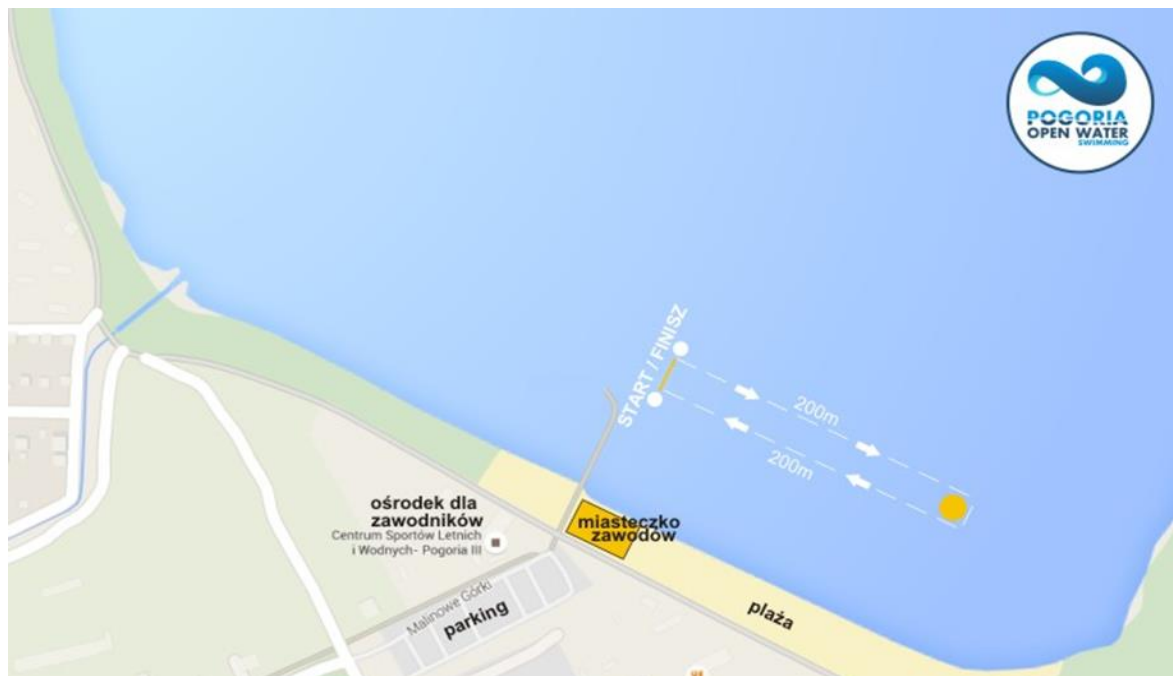 POGORIA
OPEN WATER
SWIMMING
START / FINISZ
200m
200m
ośrodek dla
zawodników
Centrum Sportów Letnich
i Wodnych- Pogoria III
miasteczko
zawodów
Malinowe Górki
parking
plaża